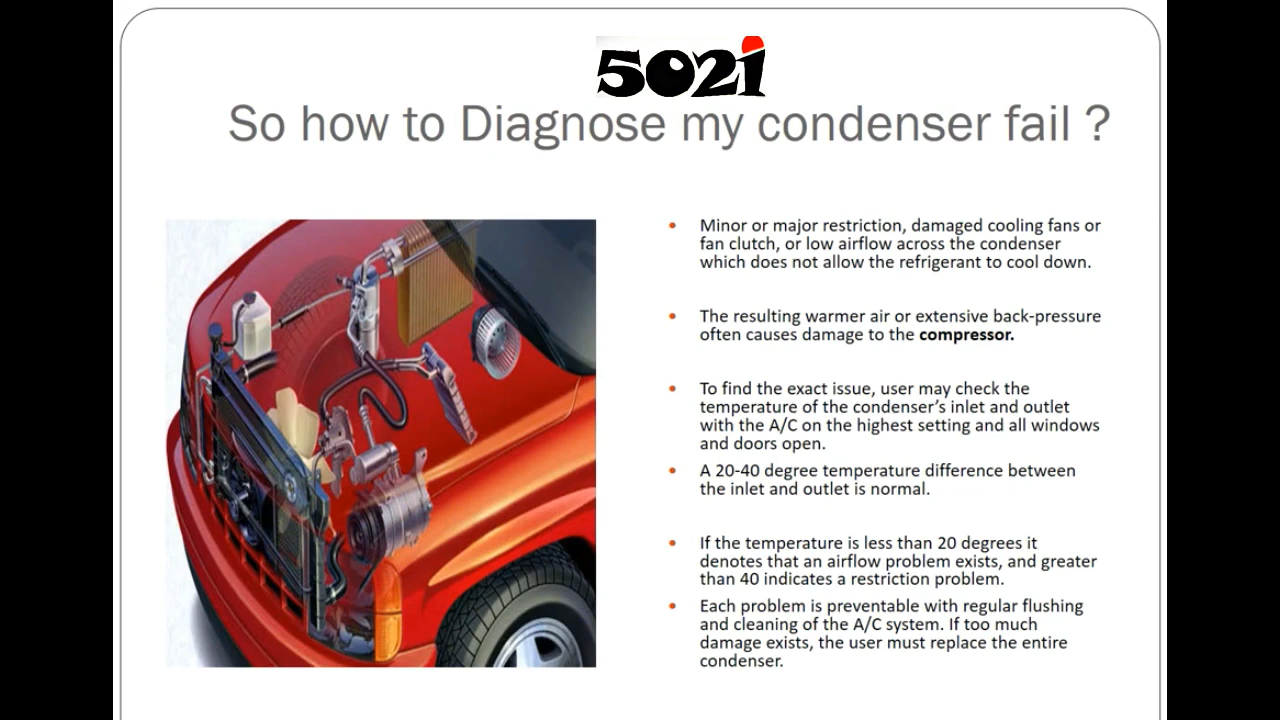 502i
So how to Diagnose my condenser fail ?
Minor or major restriction, damaged cooling fans or
fan clutch, or low airflow across the condenser
which does not allow the refrigerant to cool down.
The resulting warmer air or extensive back-pressure
often causes damage to the compressor.
To find the exact issue, user may check the
temperature of the condenser’s inlet and outlet
with the A/C on the highest setting and all windows
and doors open.
A 20-40 degree temperature difference between
the inlet and outlet is normal.
If the temperature is less than 20 degrees it
denotes that an airflow problem exists, and greater
than 40 indicates a restriction problem.
Each problem is preventable with regular flushing
and cleaning of the A/C system. If too much
damage exists, the user must replace the entire
condenser.